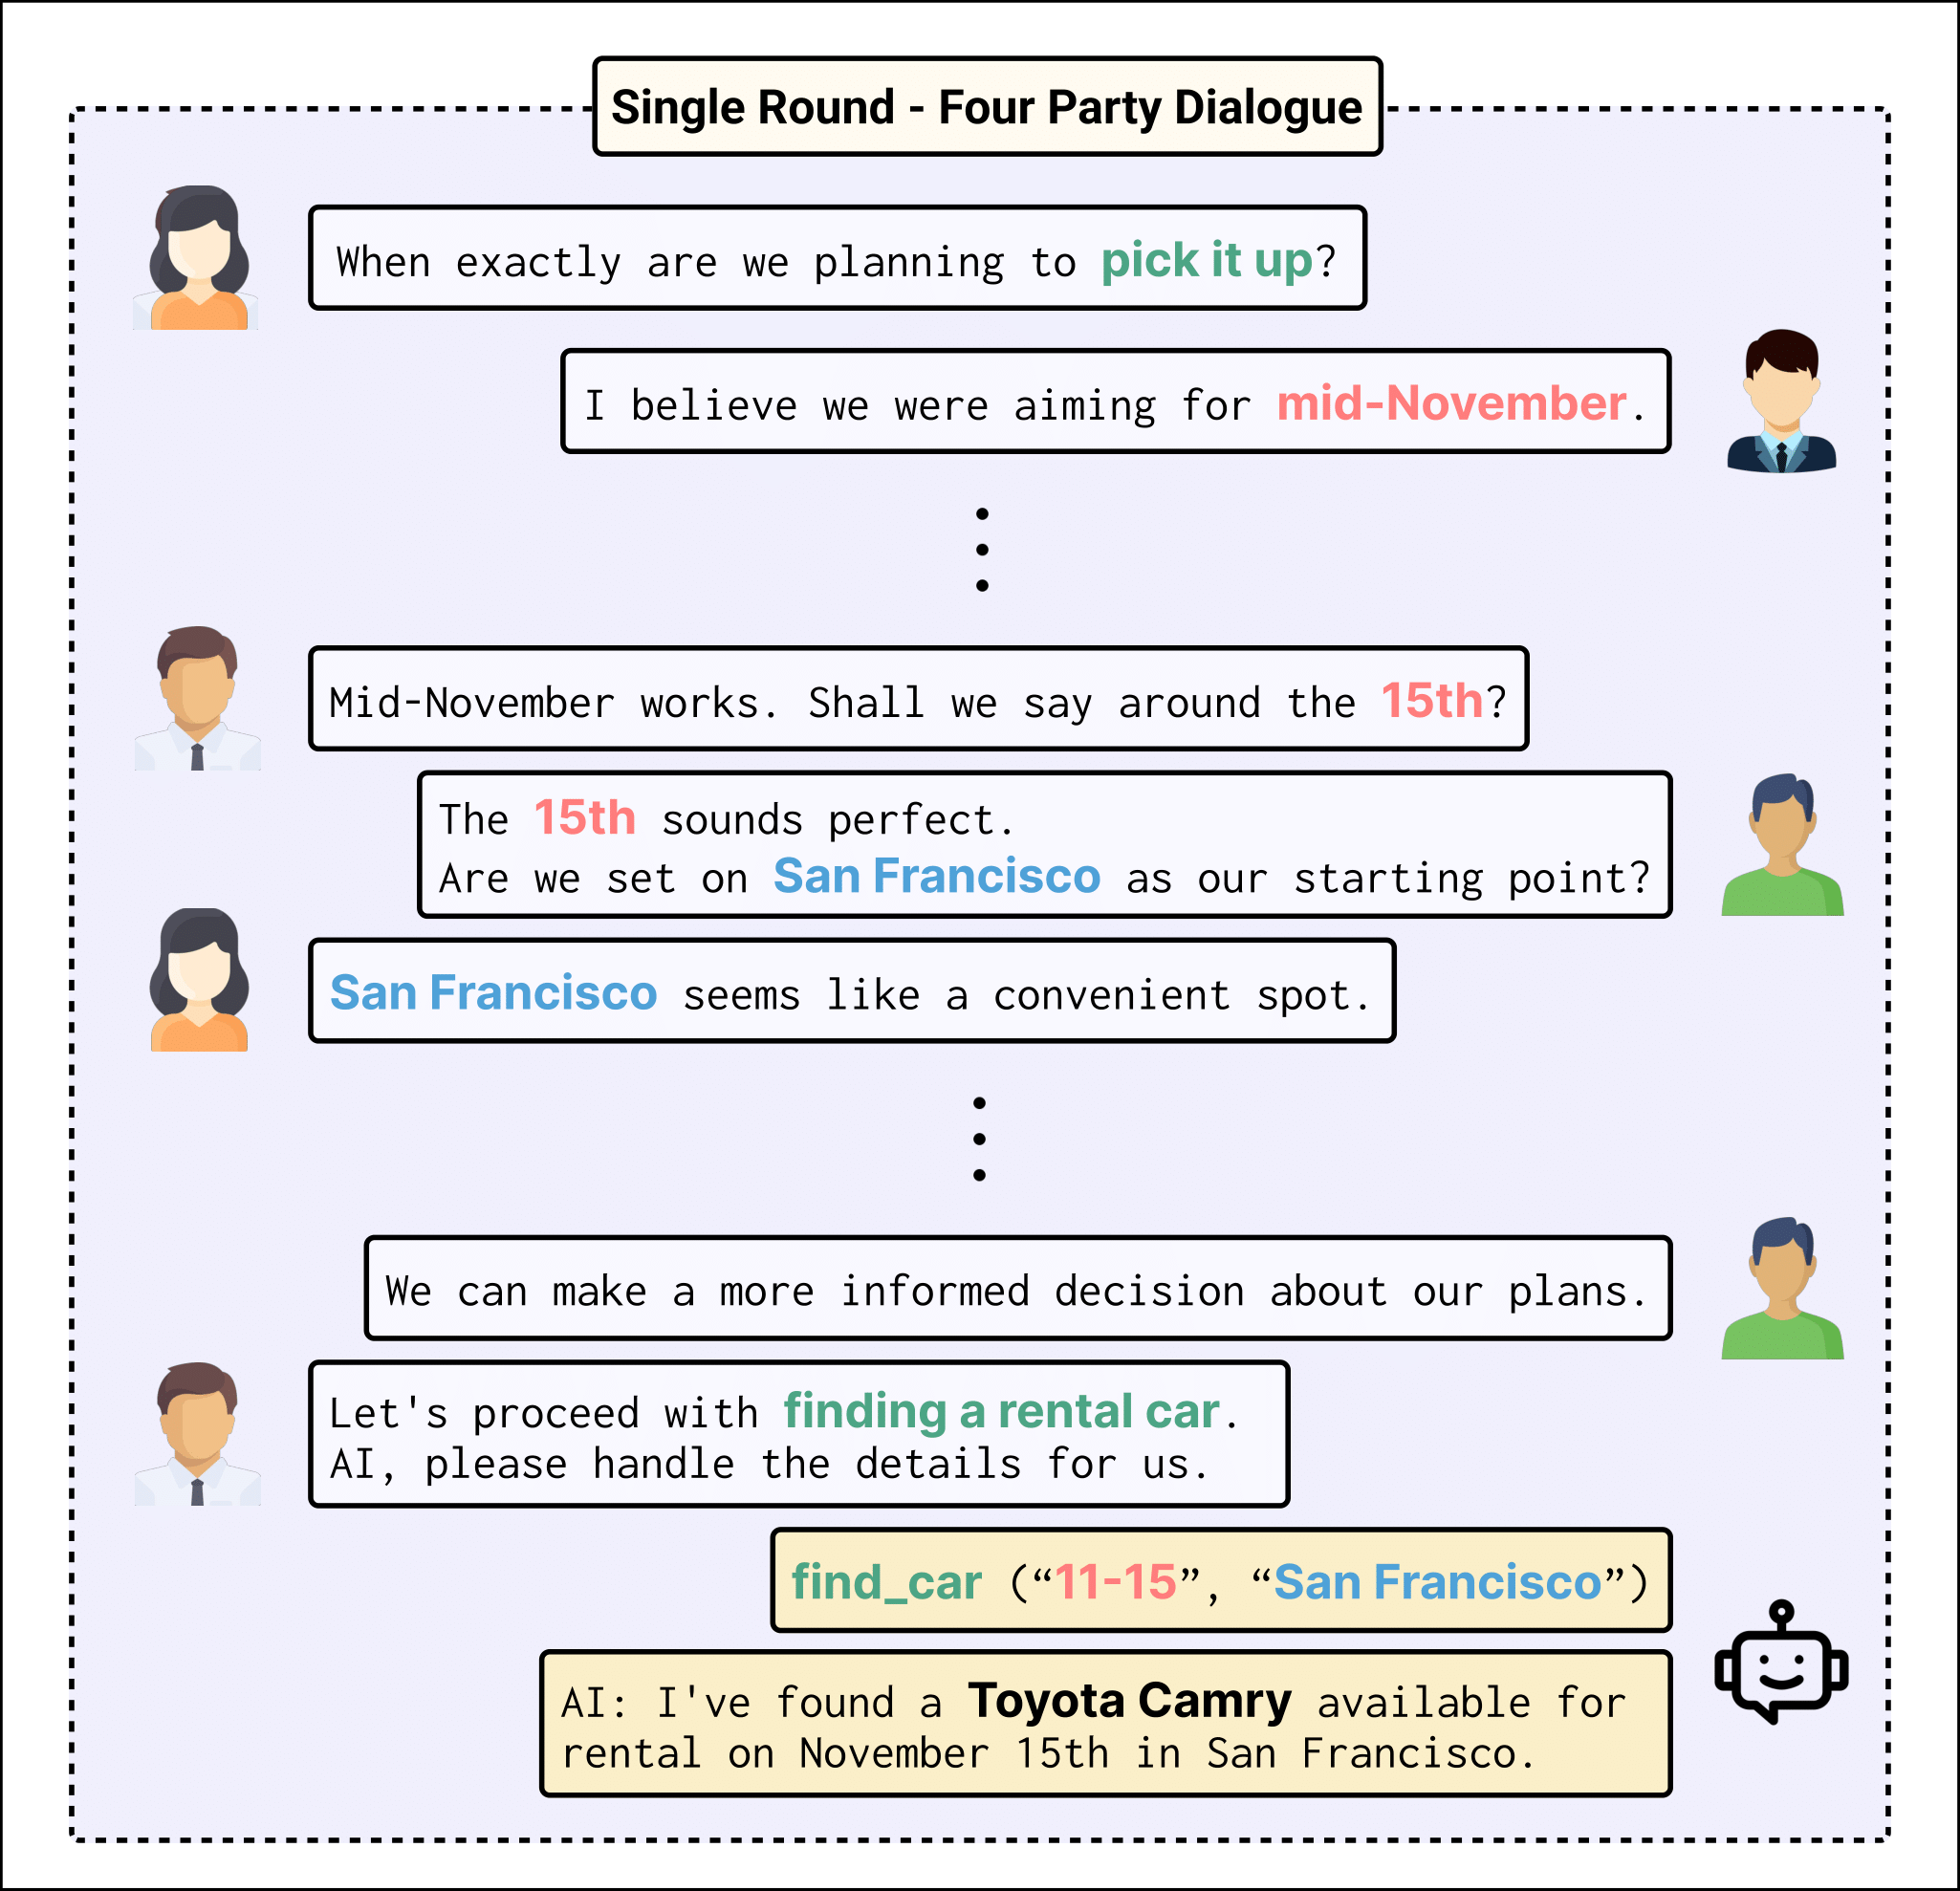 Single Round - Four Party Dialogue
When exactly are we planning to pick it up?
I believe we were aiming for mid-November.
Mid-November works. Shall we say around the 15th?
The 15th sounds perfect.
Are we set on San Francisco as our starting point?
San Francisco seems like a convenient spot.
We can make a more informed decision about our plans.
Let's proceed with finding a rental car.
AI, please handle the details for us.
find_car (“11-15”, “San Francisco”)
AI: I've found a Toyota Camry available for
rental on November 15th in San Francisco.